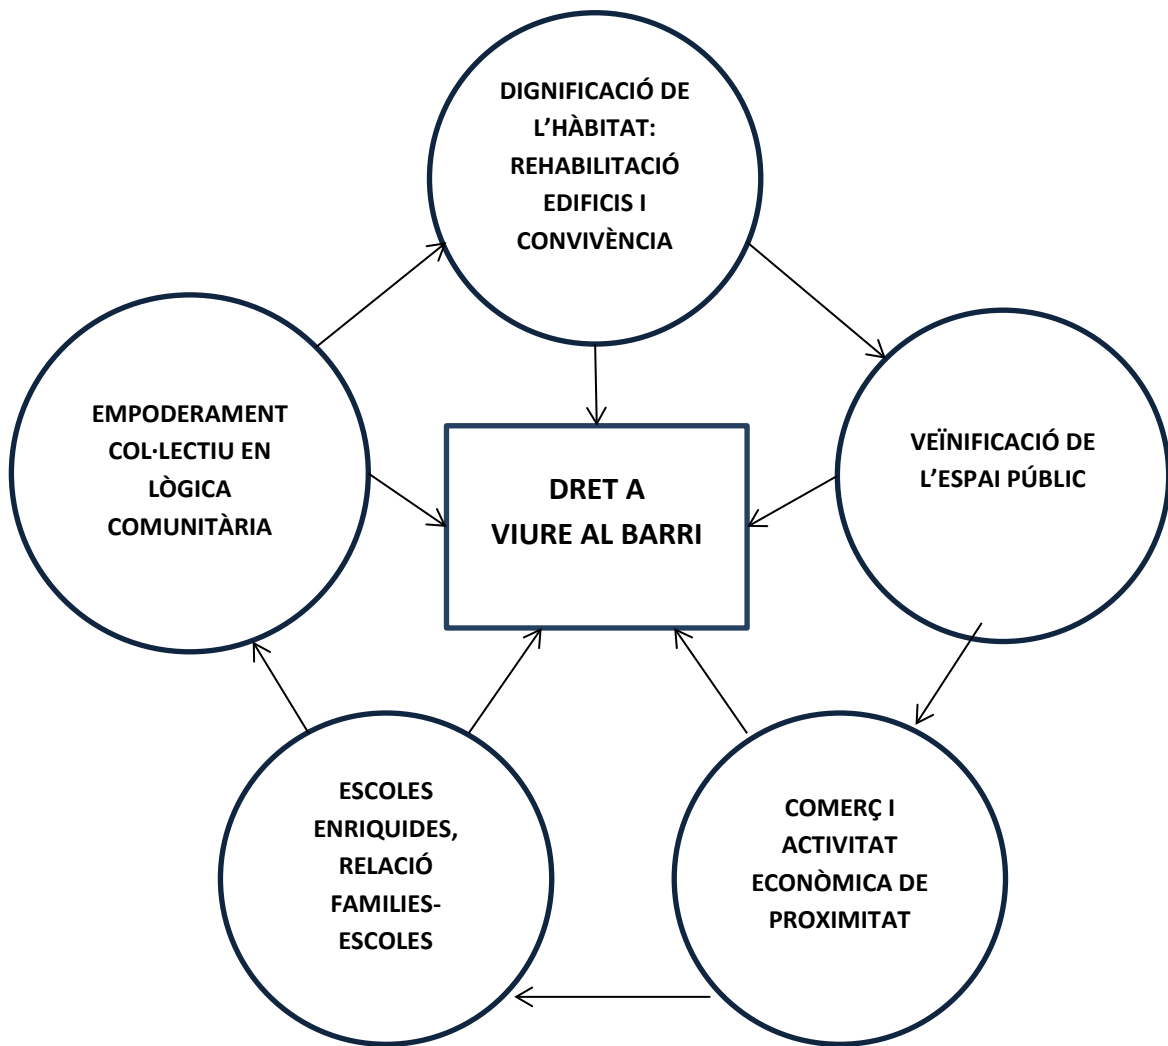 DIGNIFICACIÓ DE
L’HÀBITAT:
REHABILITACIÓ
EDIFICIS I
CONVIVÈNCIA
EMPODERAMENT
COL·LECTIU EN
LÒGICA
COMUNITÀRIA
DRET A
VIURE AL BARRI
VEÏNIFICACIÓ DE
L’ESPAI PÚBLIC
ESCOLES
ENRIQUIDES,
RELACIÓ
FAMILIES-
ESCOLES
COMERÇ I
ACTIVITAT
ECONÒMICA DE
PROXIMITAT